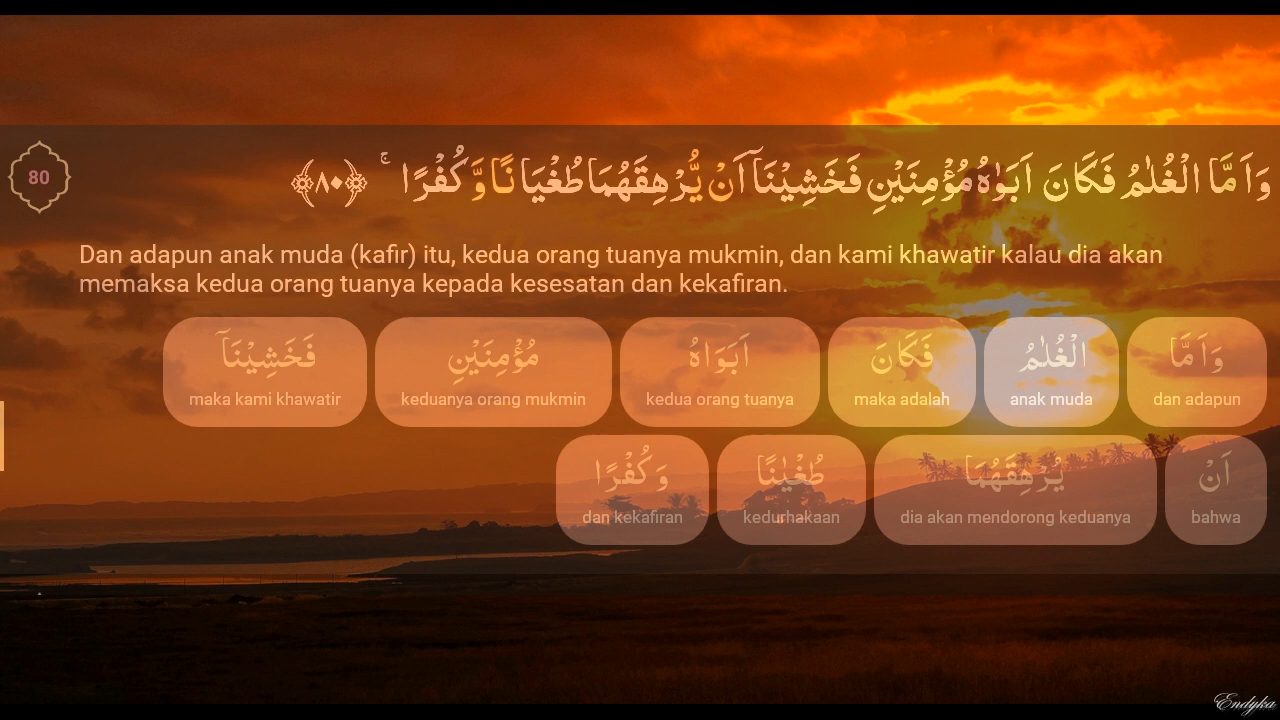 80
وَاَ مَّا الْغُلٰمُ فَكَانَ اَبَوٰهُ مُؤْمِنَيْنِ فَخَشِيْنَاۤ اَنْ يُّرْهِقَهُمَا طُغْيَا نًا وَّ كُفْرًا ۚ ﴿٨٠﴾
Dan adapun anak muda (kafir) itu, kedua orang tuanya mukmin, dan kami khawatir kalau dia akan
memaksa kedua orang tuanya kepada kesesatan dan kekafiran.
وَاَ مَّا الْغُلٰمُ فَكَانَ اَبَوَاهُ مُؤْمِنَيْنِ فَخَشِيْنَاۤ
dan adapun anak muda maka adalah kedua orang tuanya keduanya orang mukmin maka kami khawatir
اَنْ يُّرْهِقَهُمَا طُغْيٰنًا وَ كُفْرًا
bahwa dia akan mendorong keduanya kedurhakaan dan kekafiran
Endyka